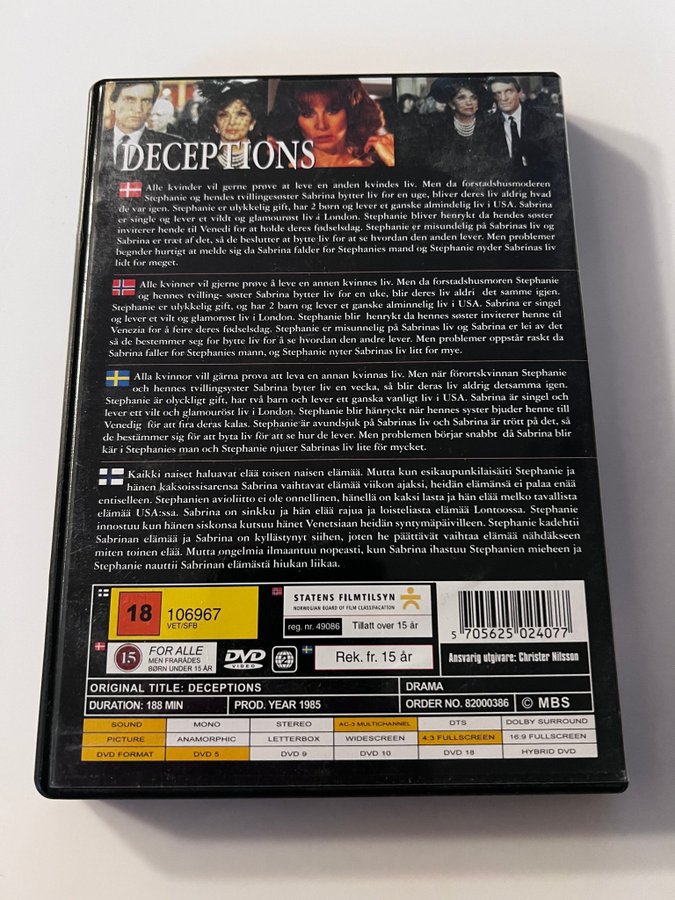 DECEPTIONS
Alle kvinder vil gerne prøve at leve en anden kvindes liv. Men da forstadshusmoderen
Stephanie og hendes tvillingesøster Sabrina bytter liv for en uge, bliver deres liv aldrig hvad
de var igen. Stephanie er ulykkelig gift, har 2 børn og lever et ganske almindelig liv i USA. Sabrina
er single og lever et vildt og glamourøst liv i London. Stephanie bliver henrykt da hendes søster
inviterer hende til Venedi for at holde deres fødselsdag. Stephanie er misundelig på Sabrinas liv og
Sabrina er træt af det, så de beslutter at bytte liv for at se hvordan den anden lever. Men problemer
begnder hurtigt at melde sig da Sabrina falder for Stephanies mand og Stephanie nyder Sabrinas liv
lidt for meget.
Alle kvinner vil gjerne prøve å leve en annen kvinnes liv. Men da forstadshusmoren Stephanie
og hennes tvilling- søster Sabrina bytter liv for en uke, blir deres liv aldri det samme igjen.
Stephanie er ulykkelig gift, og har 2 barn og lever et ganske alminnelig liv i USA. Sabrina er singel
og lever et vilt og glamorøst liv i London. Stephanie blir henrykt da hennes søster inviterer henne til
Venezia for å feire deres fødselsdag. Stephanie er misunnelig på Sabrinas liv og Sabrina er lei av det
så de bestemmer seg for bytte liv for å se hvordan den andre lever. Men problemer oppstår raskt da
Sabrina faller for Stephanies mann, og Stephanie nyter Sabrinas liv litt for mye.
Alla kvinnor vill gärna prova att leva en annan kvinnas liv. Men när förortskvinnan Stephanie
och hennes tvillingsyster Sabrina byter liv en vecka, så blir deras liv aldrig detsamma igen.
Stephanie är olyckligt gift, har två barn och lever ett ganska vanligt liv i USA. Sabrina är singel och
lever ett vilt och glamouröst liv i London. Stephanie blir hänryckt när hennes syster bjuder henne till
Venedig för att fira deras kalas. Stephanie är avundsjuk på Sabrinas liv och Sabrina är trött på det, så
de bestämmer sig för att byta liv för att se hur de lever. Men problemen börjar snabbt då Sabrina blir
kär i Stephanies man och Stephanie njuter Sabrinas liv lite för mycket.
Kaikki naiset haluavat elää toisen naisen elämää. Mutta kun esikaupunkilaisäiti Stephanie ja
hänen kaksoissisarensa Sabrina vaihtavat elämää viikon ajaksi, heidän elämänsä ei palaa enää
entiselleen. Stephanien avioliitto ei ole onnellinen, hänellä on kaksi lasta ja hän elää melko tavallista
elämää USA:ssa. Sabrina on sinkku ja hän elää rajua ja loisteliasta elämää Lontoossa. Stephanie
innostuu kun hänen siskonsa kutsuu hänet Venetsiaan heidän syntymäpäivilleen. Stephanie kadehtii
Sabrinan elämää ja Sabrina on kyllästynyt siihen, joten he päättävät vaihtaa elämää nähdäkseen
miten toinen elää. Mutta ongelmia ilmaantuu nopeasti, kun Sabrina ihastuu Stephanien mieheen ja
Stephanie nauttii Sabrinan elämästä hiukan liikaa.
18 106967
VET/SFB
STATENS FILMTILSYN
NORWEGIAN BOARD OF FILM CLASSIFACATION
reg. nr. 49086 Tillatt over 15 år
5 705625 024077
15 FOR ALLE
MEN FRARÅDES
BØRN UNDER 15 ÅR
DVD
VIDEO
2
Rek. fr. 15 år
Ansvarig utgivare: Christer Nilsson
ORIGINAL TITLE: DECEPTIONS DRAMA
DURATION: 188 MIN PROD. YEAR 1985 ORDER NO. 82000386 © MBS
SOUND MONO STEREO AC-3 MULTICHANNEL DTS DOLBY SURROUND
PICTURE ANAMORPHIC LETTERBOX WIDESCREEN 4:3 FULLSCREEN 16:9 FULLSCREEN
DVD FORMAT DVD 5 DVD 9 DVD 10 DVD 18 HYBRID DVD